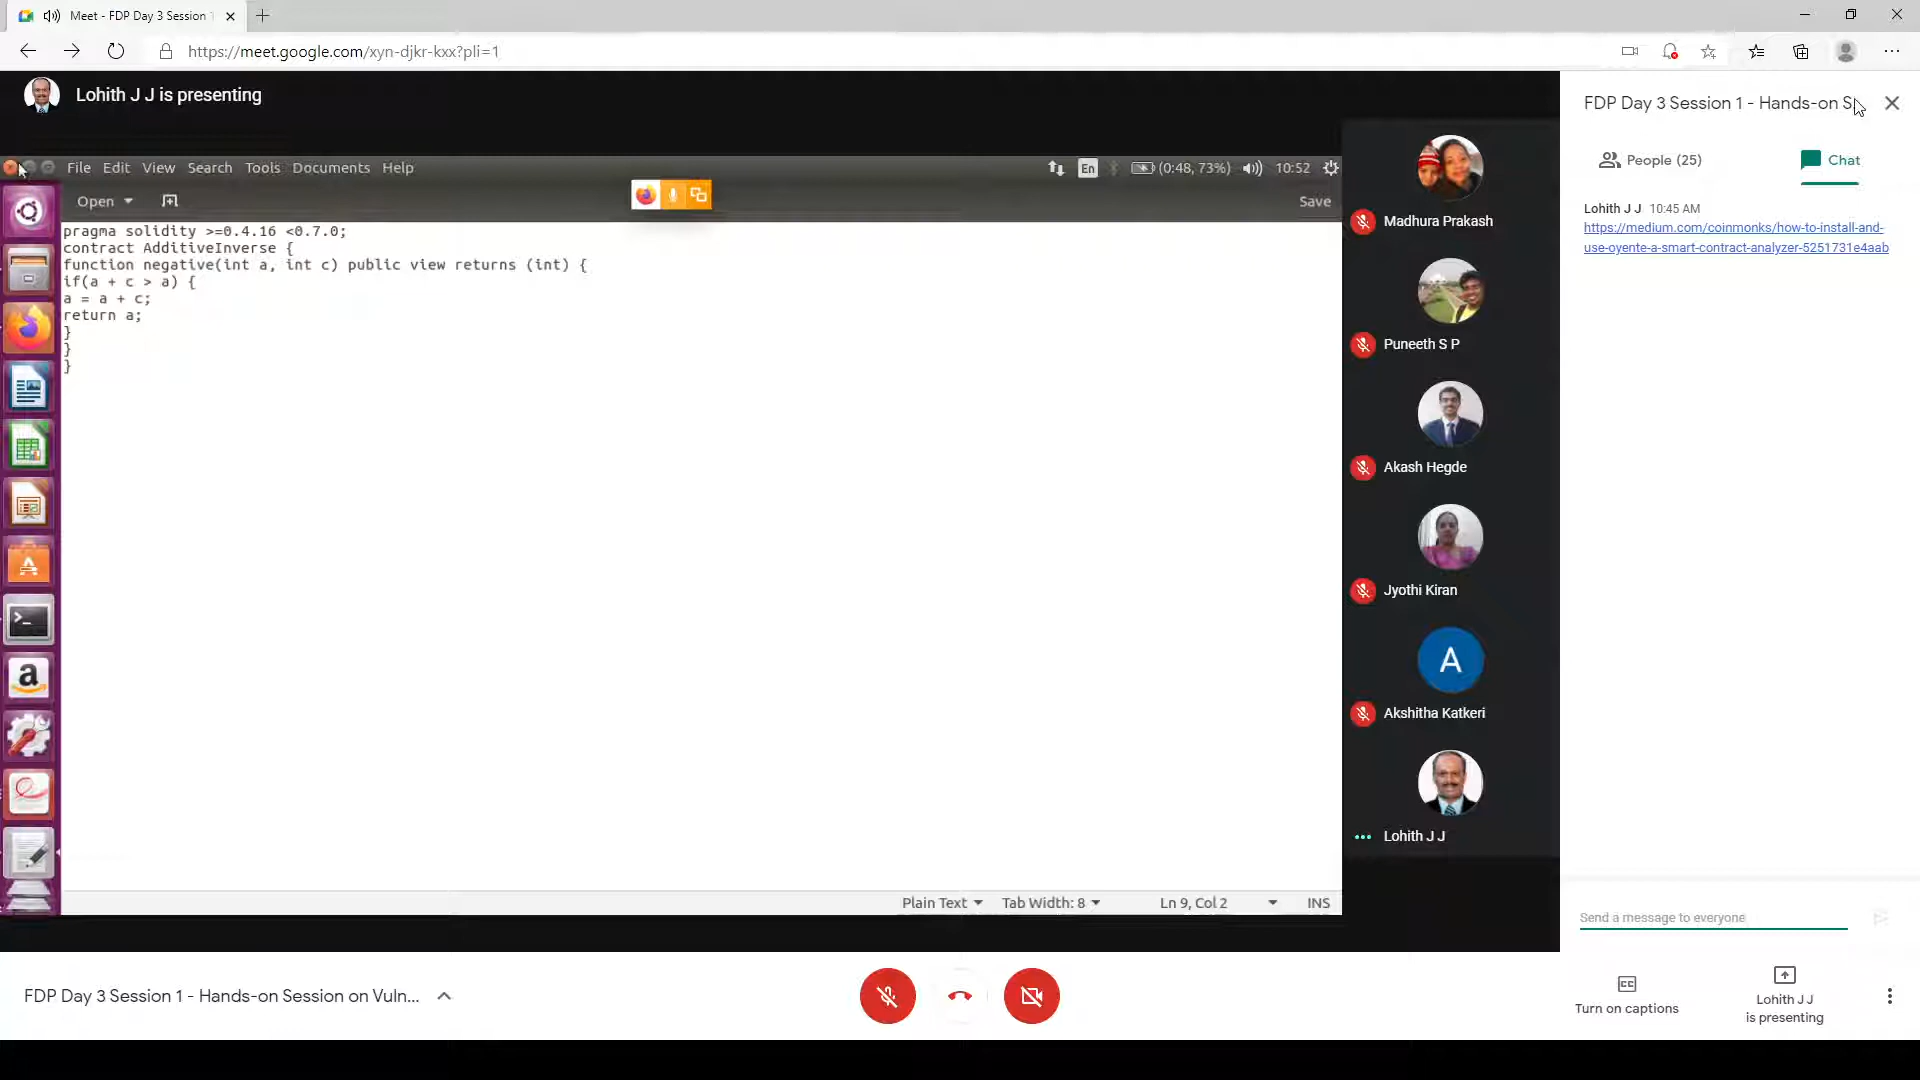 Meet - FDP Day 3 Session 1
https://meet.google.com/xyn-djkr-kxx?pli=1
Lohith J J is presenting
File Edit View Search Tools Documents Help
En (0:48, 73%) 10:52
Open
Save
pragma solidity >=0.4.16 <0.7.0;
contract AdditiveInverse {
function negative(int a, int c) public view returns (int) {
if(a + c > a) {
a = a + c;
return a;
}
}
}
Plain Text Tab Width: 8 Ln 9, Col 2 INS
Madhura Prakash
Puneeth S P
Akash Hegde
Jyothi Kiran
A
Akshitha Katkeri
Lohith J J
FDP Day 3 Session 1 - Hands-on S
People (25)
Chat
Lohith J J 10:45 AM
https://medium.com/coinmonks/how-to-install-and-
use-oyente-a-smart-contract-analyzer-5251731e4aab
Send a message to everyone
FDP Day 3 Session 1 - Hands-on Session on Vuln...
Turn on captions
Lohith J J
is presenting